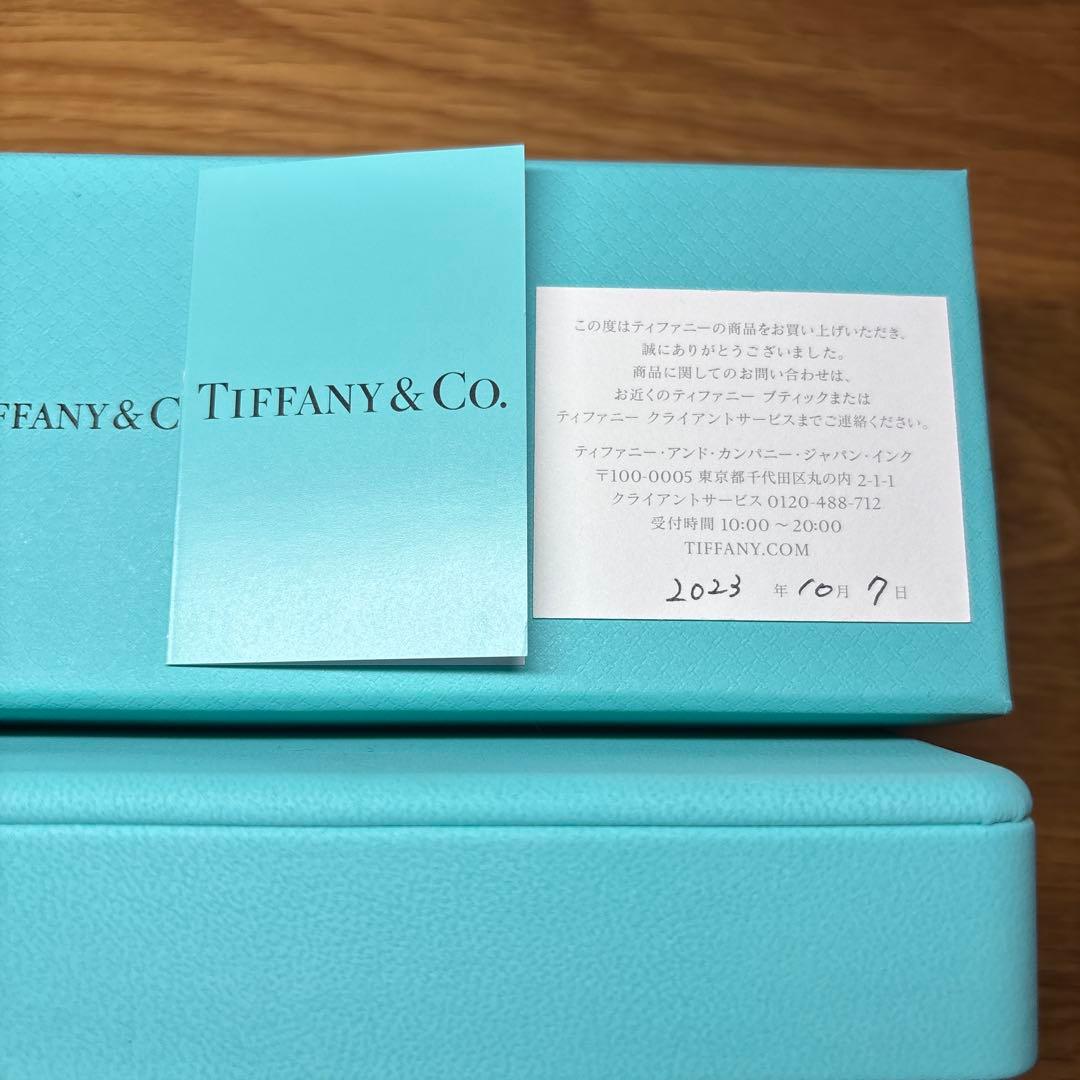 FFANY & C
TIFFANY & CO.
この度はティファニーの商品をお買い上げいただき、
誠にありがとうございました。
商品に関してのお問い合わせは、
お近くのティファニー ブティックまたは
ティファニー クライアントサービスまでご連絡ください。
ティファニー・アンド・カンパニー・ジャパン・インク
〒100-0005 東京都千代田区丸の内 2-1-1
クライアントサービス 0120-488-712
受付時間 10:00 〜 20:00
TIFFANY.COM
2023 年 10 月 7 日